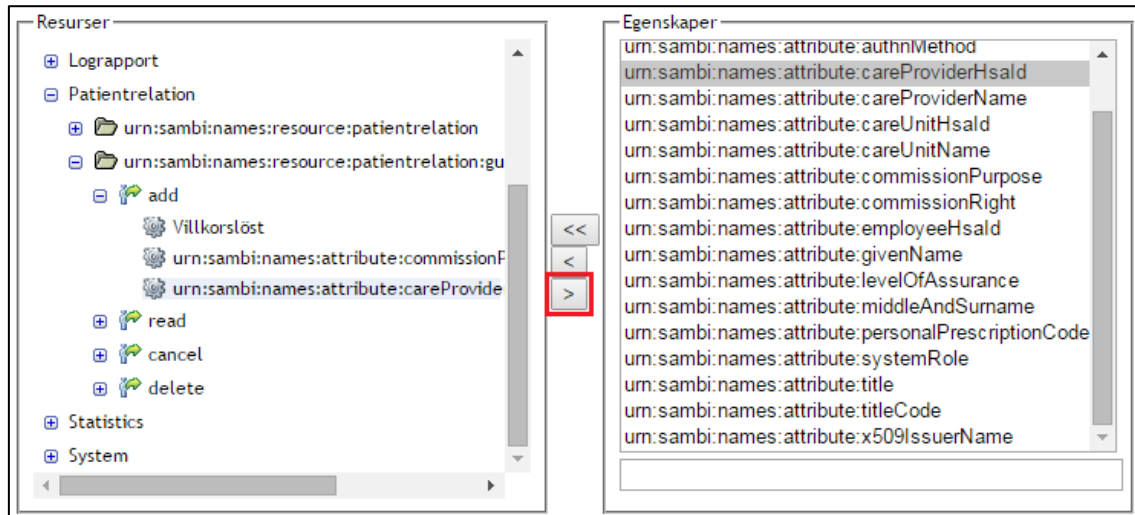 Resurser
Lograpport
Patientrelation
urn:sambi:names:resource:patientrelation
urn:sambi:names:resource:patientrelation:gu
add
Villkorslöst
urn:sambi:names:attribute:commissionP
urn:sambi:names:attribute:careProvide
read
cancel
delete
Statistics
System
<<
<
>
Egenskaper
urn:sambi:names:attribute:authnMethod
urn:sambi:names:attribute:careProviderHsaId
urn:sambi:names:attribute:careProviderName
urn:sambi:names:attribute:careUnitHsaId
urn:sambi:names:attribute:careUnitName
urn:sambi:names:attribute:commissionPurpose
urn:sambi:names:attribute:commissionRight
urn:sambi:names:attribute:employeeHsaId
urn:sambi:names:attribute:givenName
urn:sambi:names:attribute:levelOfAssurance
urn:sambi:names:attribute:middleAndSurname
urn:sambi:names:attribute:personalPrescriptionCode
urn:sambi:names:attribute:systemRole
urn:sambi:names:attribute:title
urn:sambi:names:attribute:titleCode
urn:sambi:names:attribute:x509IssuerName